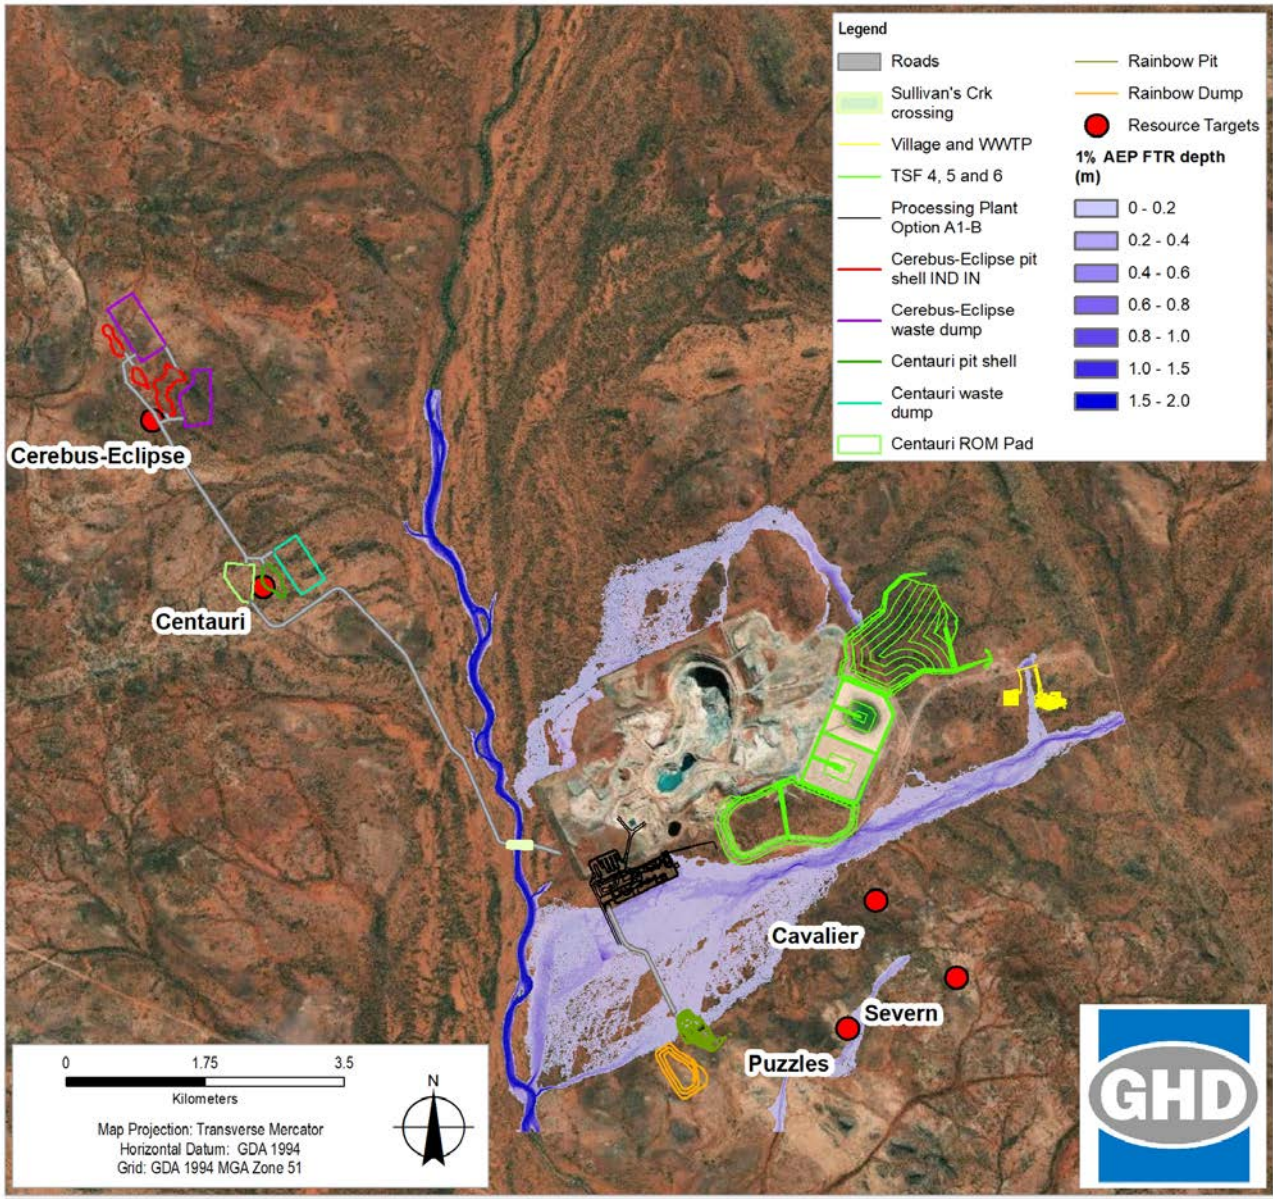 Legend
Roads
Sullivan's Crk
crossing
Village and WWTP
TSF 4, 5 and 6
Processing Plant
Option A1-B
Cerebus-Eclipse pit
shell IND IN
Cerebus-Eclipse
waste dump
Centauri pit shell
Centauri waste
dump
Centauri ROM Pad
Rainbow Pit
Rainbow Dump
Resource Targets
1% AEP FTR depth
(m)
0 - 0.2
0.2 - 0.4
0.4 - 0.6
0.6 - 0.8
0.8 - 1.0
1.0 - 1.5
1.5 - 2.0
Cerebus-Eclipse
Centauri
Cavalier
Severn
Puzzles
0 1.75 3.5
Kilometers
Map Projection: Transverse Mercator
Horizontal Datum: GDA 1994
Grid: GDA 1994 MGA Zone 51
N
GHD